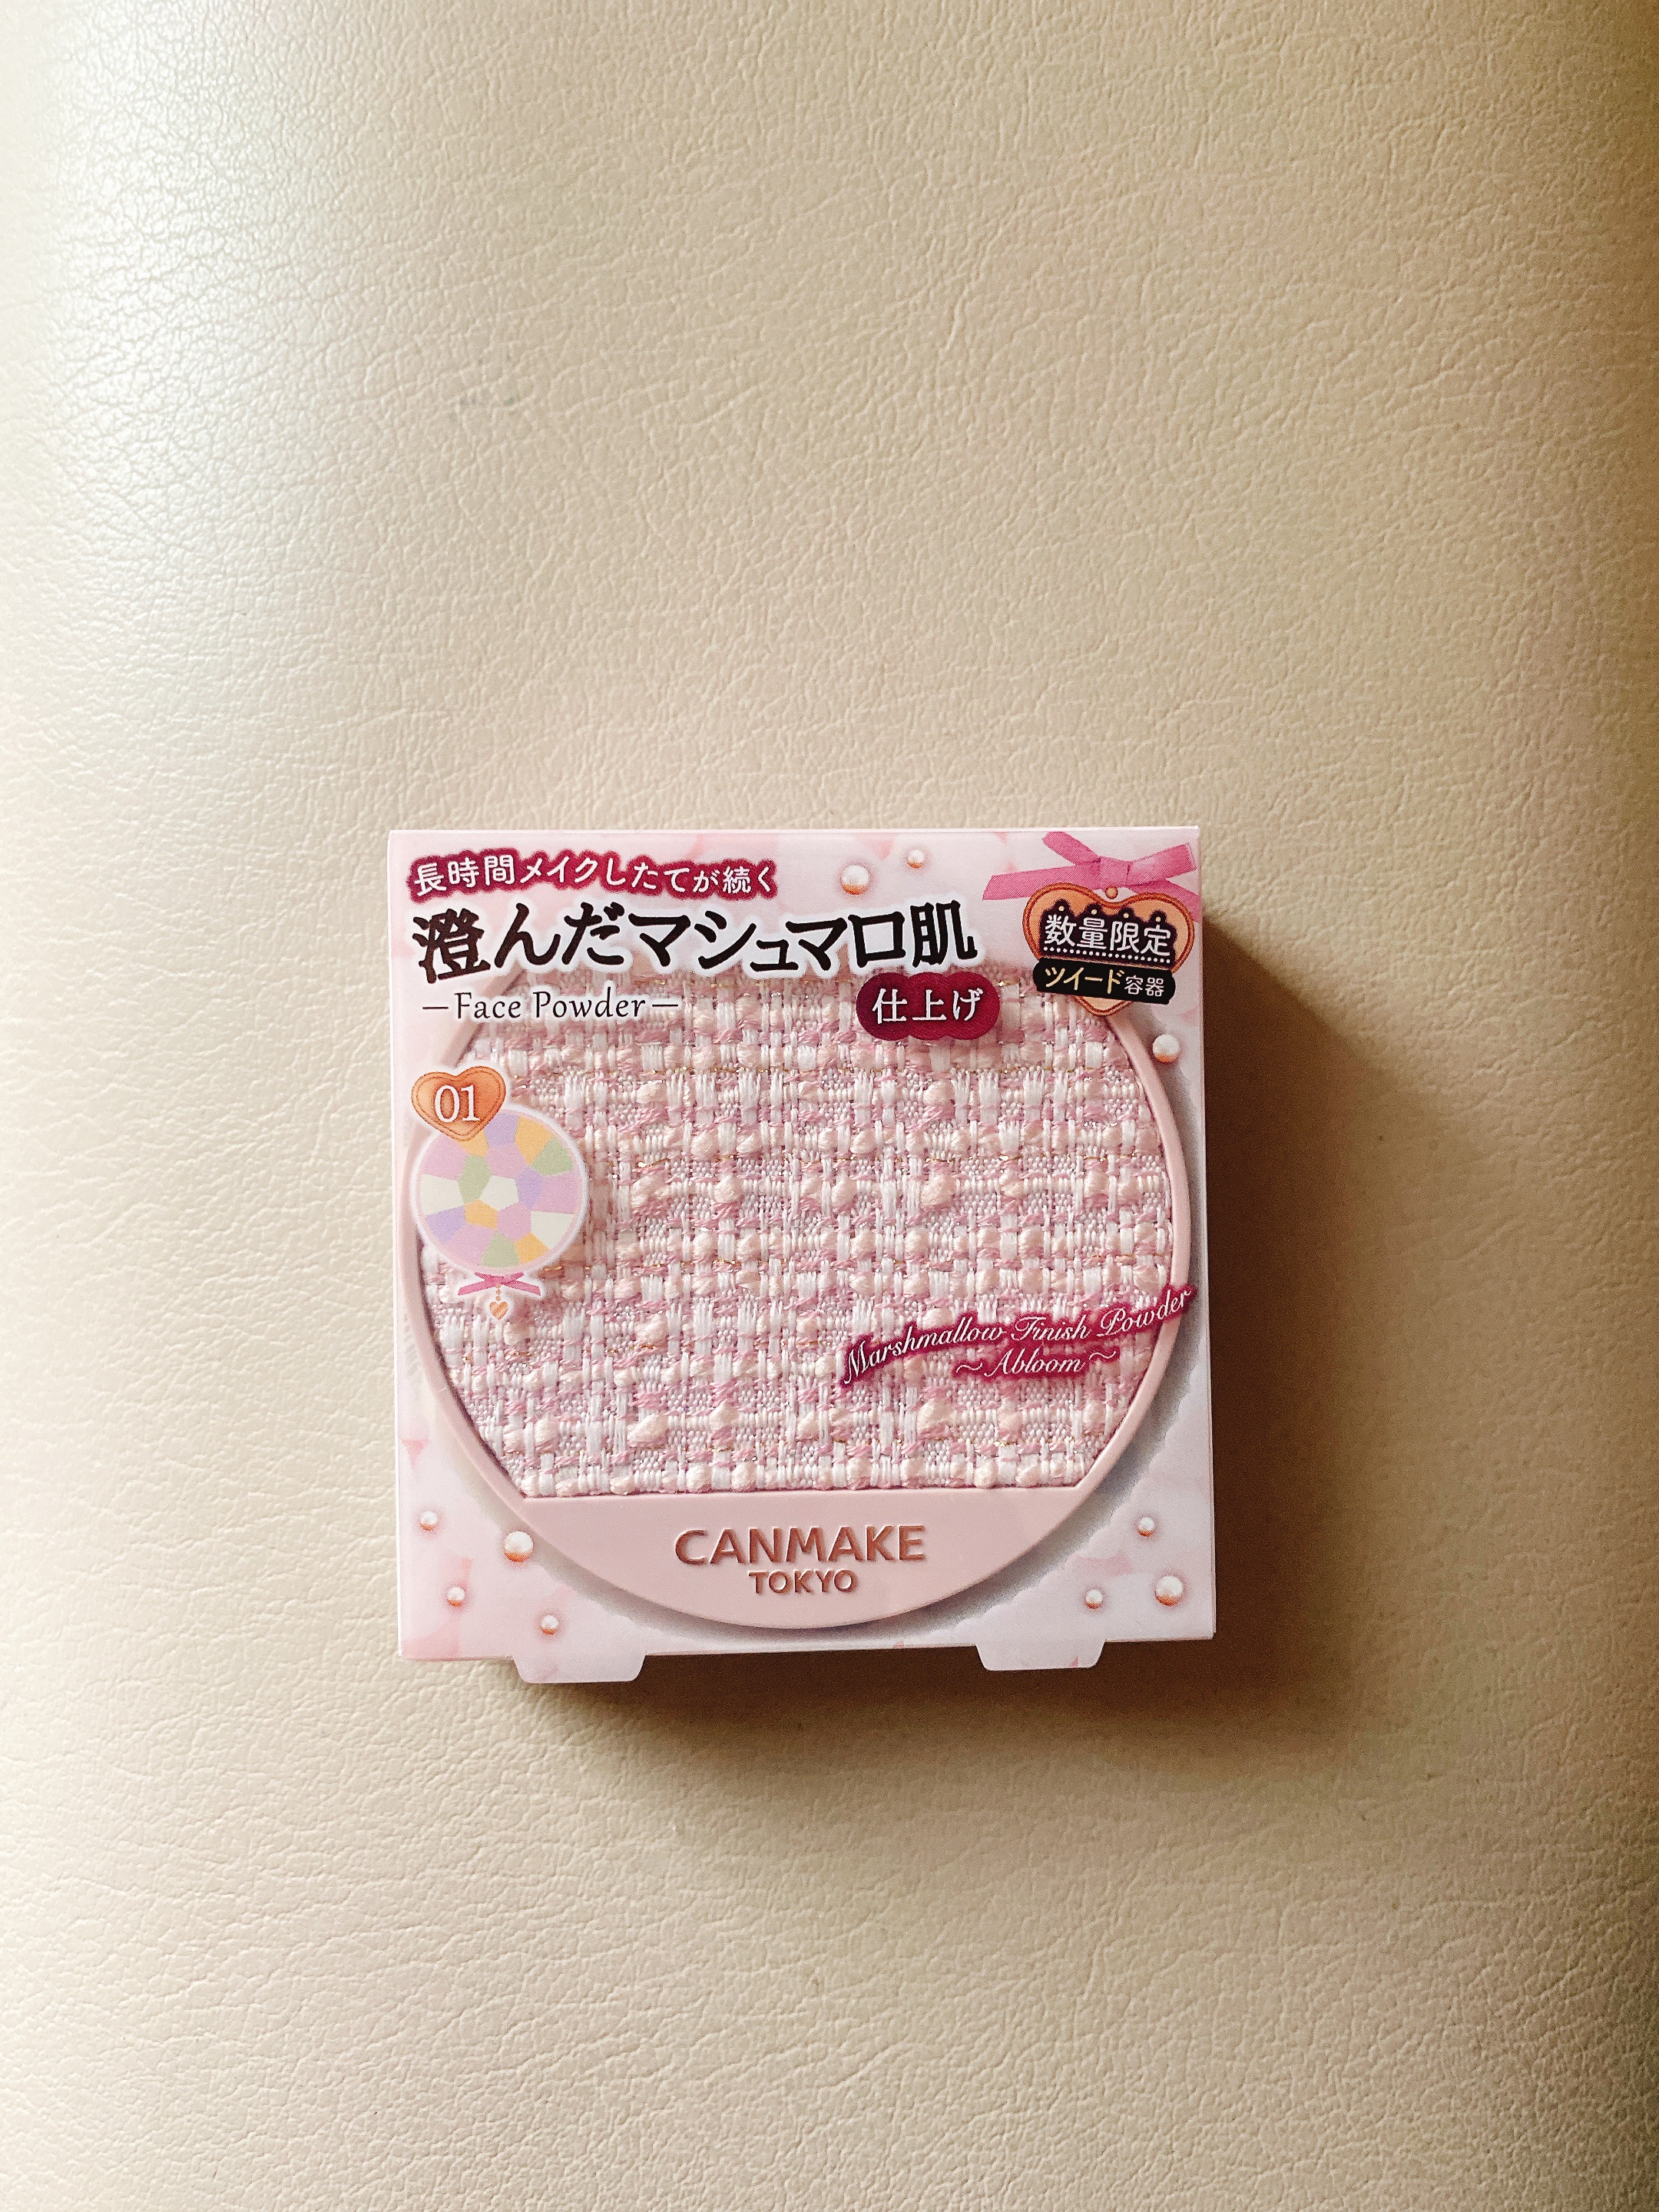 長時間メイクしたてが続く
澄んだマシュマロ肌
仕上げ
—Face Powder—
数量限定
ツイード容器
01
Marshmallow Finish Powder
～Abloom～
CANMAKE
TOKYO